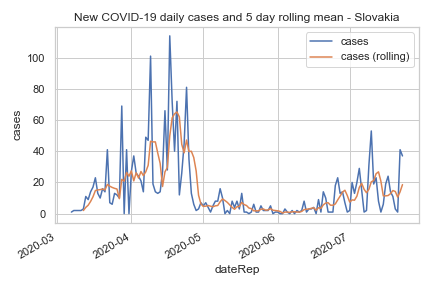 New COVID-19 daily cases and 5 day rolling mean - Slovakia
cases
cases (rolling)
100
80
60
40
20
0
cases
2020-03
2020-04
2020-05
2020-06
2020-07
dateRep